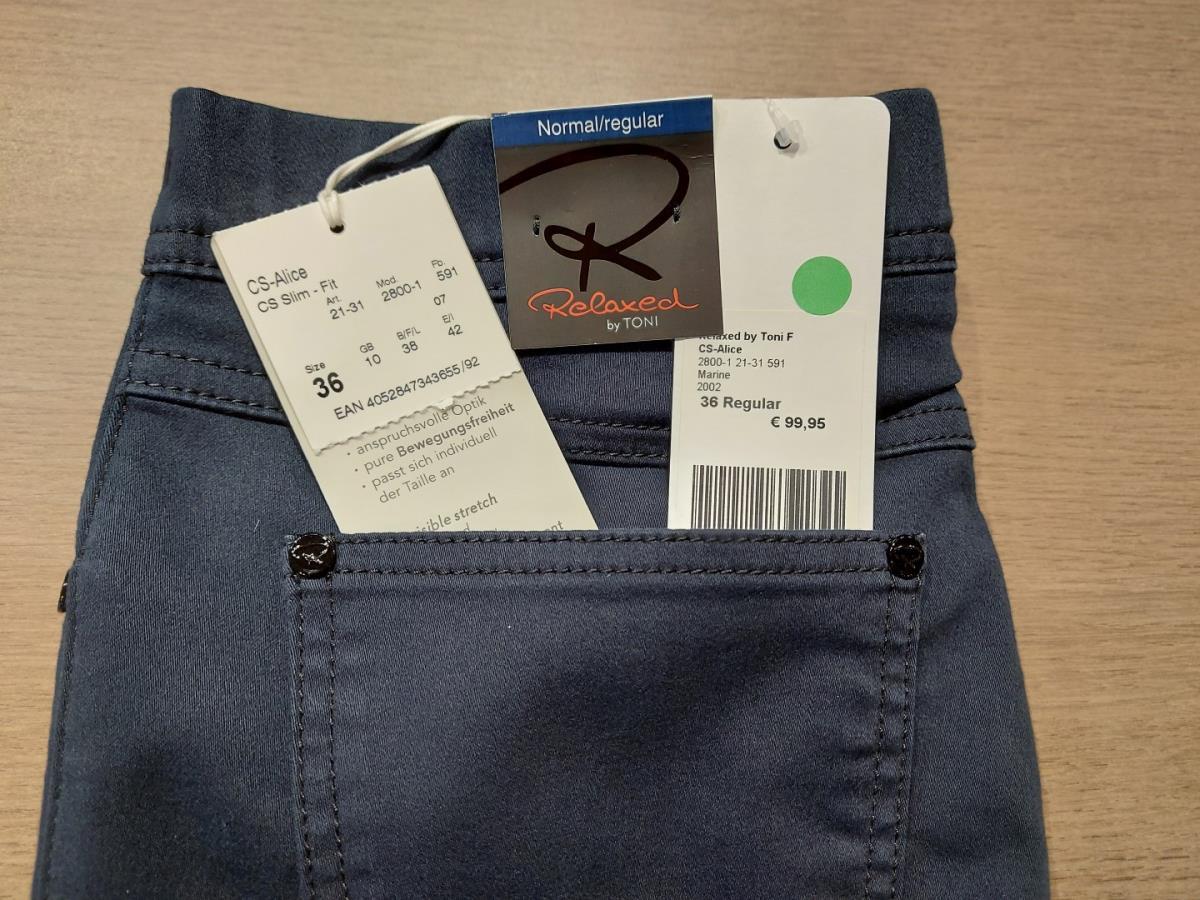 Normal/regular
R
Relaxed
by TONI
CS-Alice
CS Slim - Fit
Art. Mod. Fb.
21-31 2800-1 591
07
Size GB B/F/L E/I
36 10 38 42
EAN 4052847343655/92
· anspruchsvolle Optik
· pure Bewegungsfreiheit
· passt sich individuell
der Taille an
stretch
Relaxed by Toni F
CS-Alice
2800-1 21-31 591
Marine
2002
36 Regular
€ 99,95